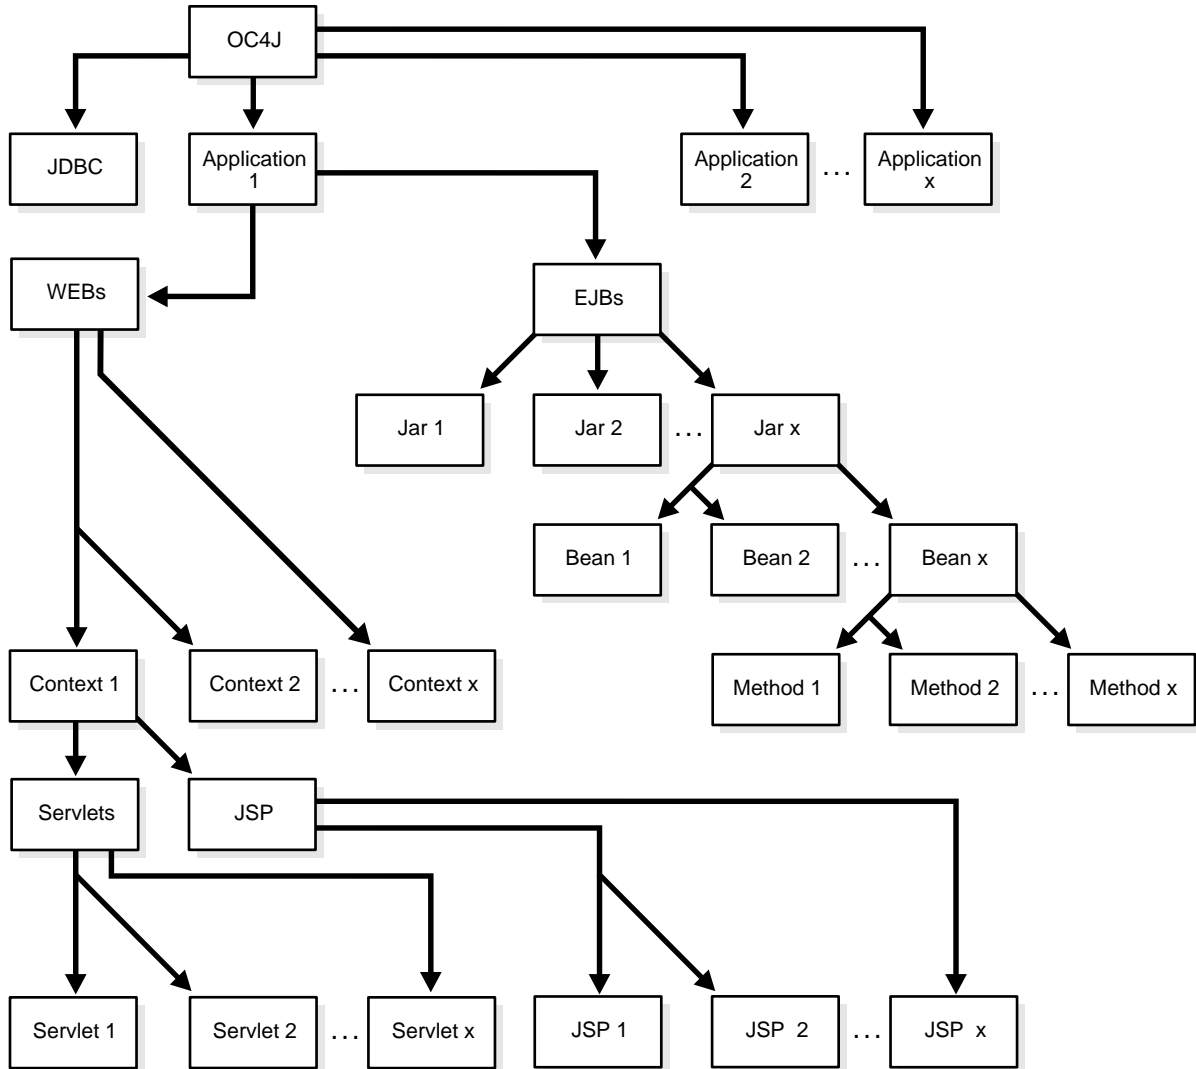 OC4J
JDBC
Application
1
Application
2
...
Application
x
WEBs
EJBs
Jar 1
Jar 2
...
Jar x
Bean 1
Bean 2
...
Bean x
Context 1
Context 2
...
Context x
Method 1
Method 2
...
Method x
Servlets
JSP
Servlet 1
Servlet 2
...
Servlet x
JSP 1
JSP 2
...
JSP x